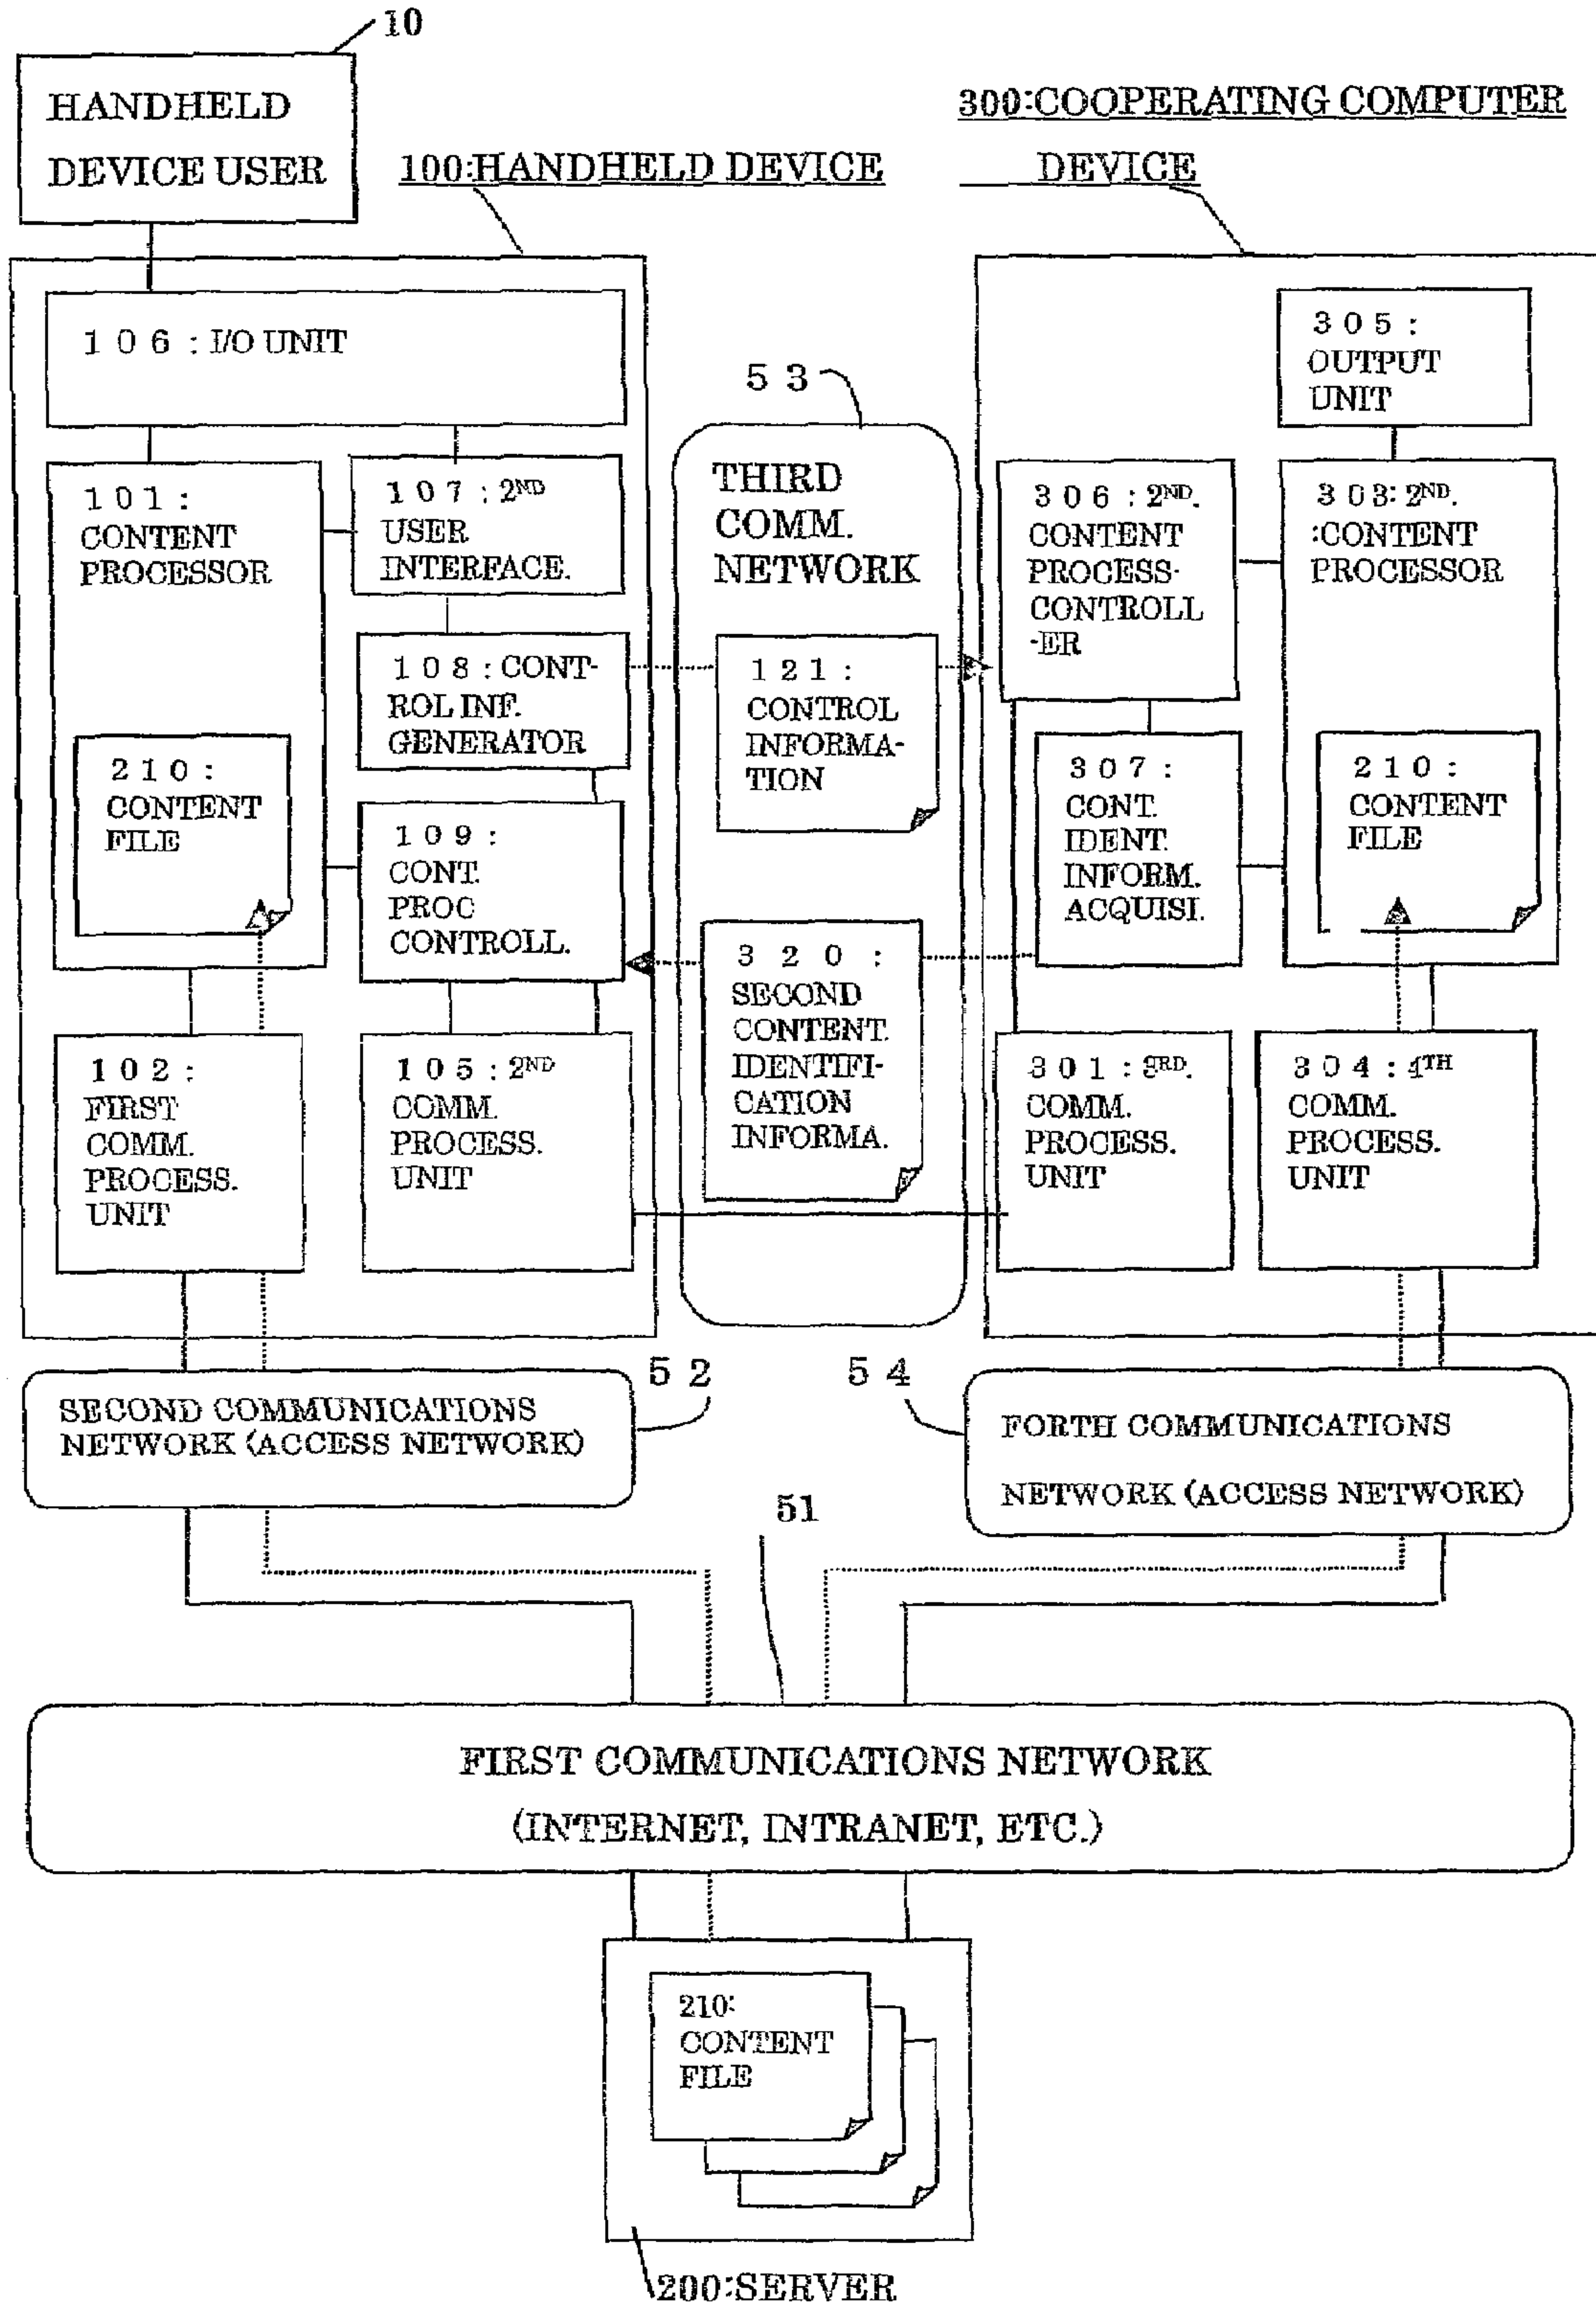 10
HANDHELD
DEVICE USER
100:HANDHELD DEVICE
300:COOPERATING COMPUTER
DEVICE
106:I/O UNIT
101:
CONTENT
PROCESSOR
107:2ND
USER
INTERFACE.
108:CONT-
ROL INF.
GENERATOR
210:
CONTENT
FILE
109:
CONT.
PROC
CONTROLL.
102:
FIRST
COMM.
PROCESS.
UNIT
105:2ND
COMM.
PROCESS.
UNIT
53
THIRD
COMM.
NETWORK
121:
CONTROL
INFORMA-
TION
320:
SECOND
CONTENT.
IDENTIFI-
CATION
INFORMA.
305:
OUTPUT
UNIT
306:2ND.
CONTENT
PROCESS-
CONTROLL
-ER
303:2ND.
:CONTENT
PROCESSOR
307:
CONT.
IDENT.
INFORM.
ACQUISI.
210:
CONTENT
FILE
301:3RD.
COMM.
PROCESS.
UNIT
304:4TH
COMM.
PROCESS.
UNIT
52
SECOND COMMUNICATIONS
NETWORK (ACCESS NETWORK)
54
FORTH COMMUNICATIONS
NETWORK (ACCESS NETWORK)
51
FIRST COMMUNICATIONS NETWORK
(INTERNET, INTRANET, ETC.)
210:
CONTENT
FILE
200:SERVER